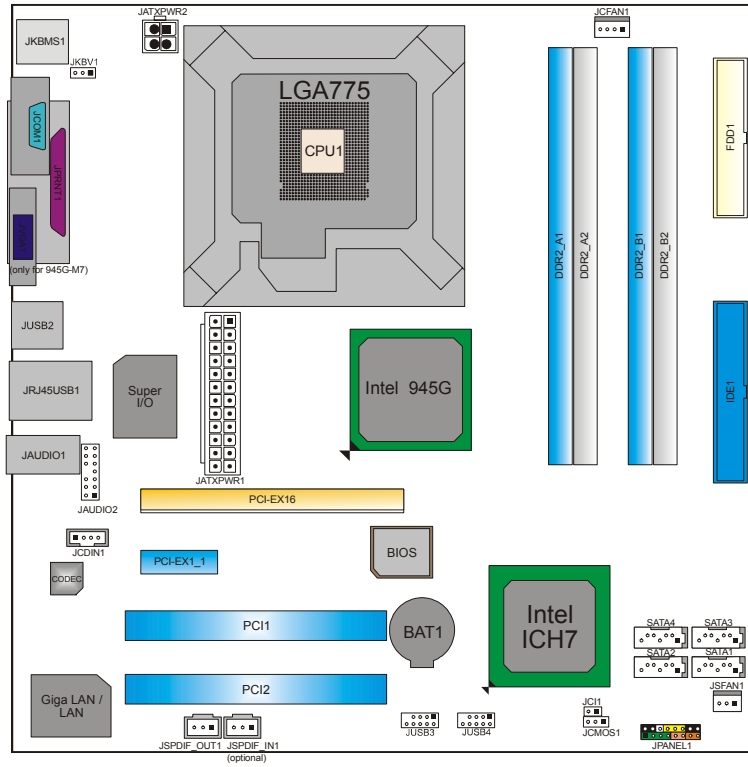 JATXPWR2
JCFAN1
JKBMS1
JKBV1
LGA775
CPU1
JCOM1
JPRNT1
FDD1
JVGA1
(only for 945G-M7)
DDR2_A1
DDR2_A2
DDR2_B1
DDR2_B2
JUSB2
JRJ45USB1
Super
I/O
Intel 945G
IDE1
JAUDIO1
JATXPWR1
JAUDIO2
PCI-EX16
JCDIN1
PCI-EX1_1
BIOS
CODEC
PCI1
BAT1
Intel
ICH7
SATA4
SATA3
SATA2
SATA1
Giga LAN /
LAN
PCI2
JSFAN1
JCI1
JCMOS1
JUSB3
JUSB4
JSPDIF_OUT1
JSPDIF_IN1
(optional)
JPANEL1